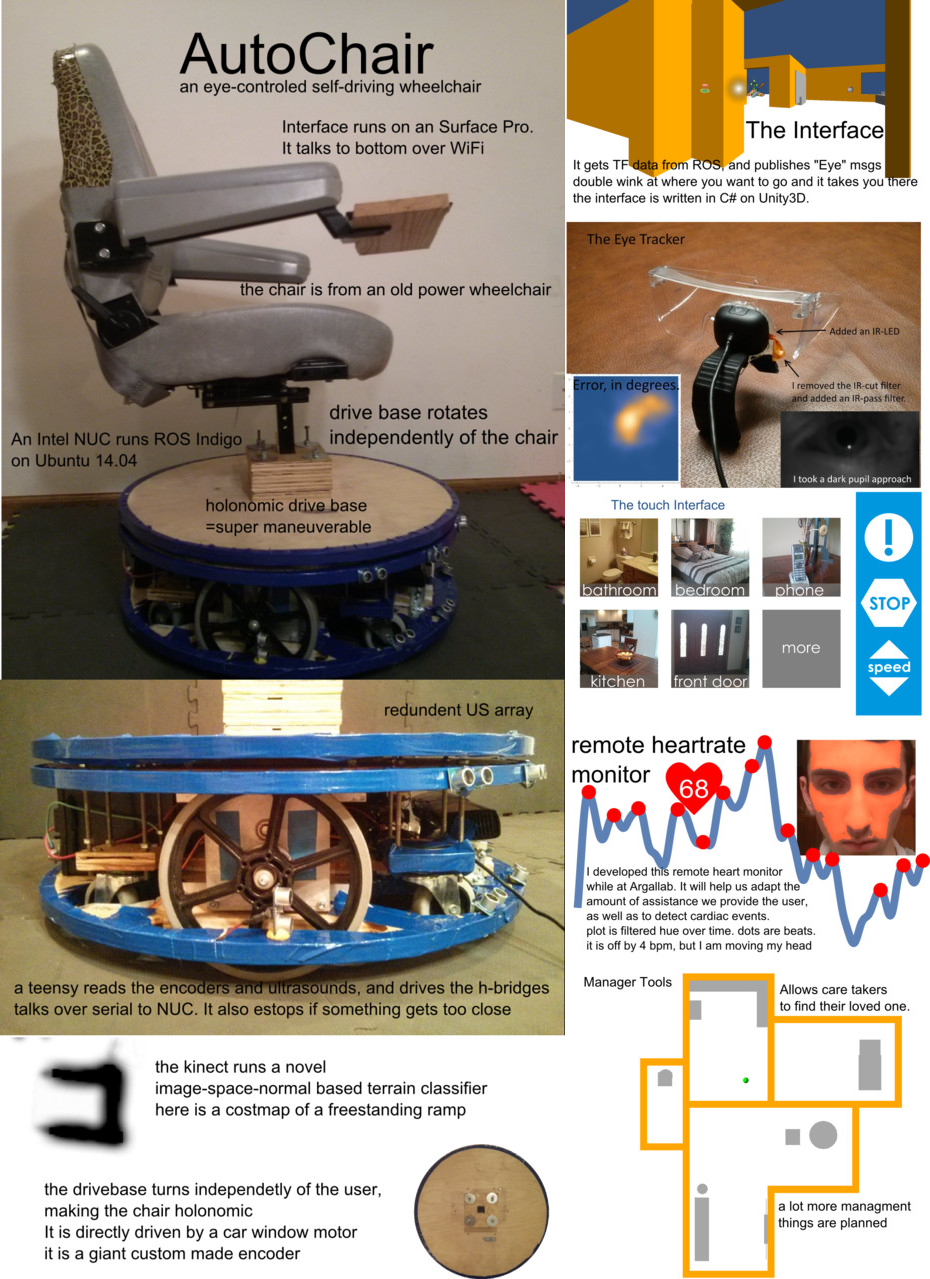 AutoChair
an eye-controled self-driving wheelchair
Interface runs on an Surface Pro.
It talks to bottom over WiFi
the chair is from an old power wheelchair
drive base rotates
independently of the chair
An Intel NUC runs ROS Indigo
on Ubuntu 14.04
holonomic drive base
=super maneuverable
redundent US array
a teensy reads the encoders and ultrasounds, and drives the h-bridges
talks over serial to NUC. It also estops if something gets too close
the kinect runs a novel
image-space-normal based terrain classifier
here is a costmap of a freestanding ramp
the drivebase turns independetly of the user,
making the chair holonomic
It is directly driven by a car window motor
it is a giant custom made encoder
The Interface
It gets TF data from ROS, and publishes "Eye" msgs
double wink at where you want to go and it takes you there
the interface is written in C# on Unity3D.
The Eye Tracker
Added an IR-LED
I removed the IR-cut filter
and added an IR-pass filter.
Error, in degrees.
I took a dark pupil approach
The touch Interface
bathroom
bedroom
phone
kitchen
front door
more
!
STOP
speed
remote heartrate
monitor
68
I developed this remote heart monitor
while at Argallab. It will help us adapt the
amount of assistance we provide the user,
as well as to detect cardiac events.
plot is filtered hue over time. dots are beats.
it is off by 4 bpm, but I am moving my head
Manager Tools
Allows care takers
to find their loved one.
a lot more managment
things are planned